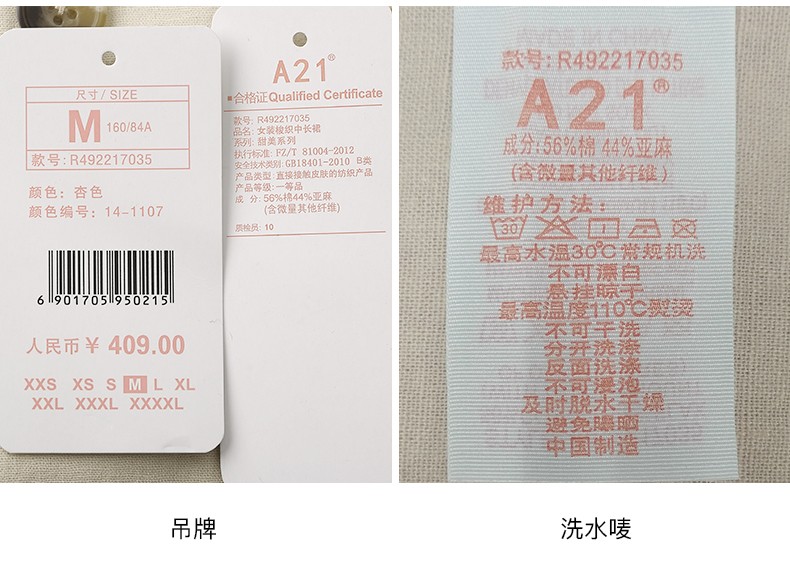 尺寸/SIZE
M 160/84A
款号:R492217035
颜色: 杏色
颜色编号: 14-1107
6 901705 950215
人民币￥ 409.00
XXS XS S M L XL
XXL XXXL XXXXL
A21®
■合格证Qualified Certificate
款号: R492217035
品名: 女装梭织中长裙
系列: 甜美系列
执行标准: FZ/T 81004-2012
安全技术类别:GB18401-2010 B类
产品类型: 直接接触皮肤的纺织产品
产品等级: 一等品
成 分: 56%棉44%亚麻
(含微量其他纤维)
质检员: 10
吊牌
款号: R492217035
A21®
成分: 56%棉 44%亚麻
(含微量其他纤维)
维护方法:
30
最高水温30℃常规机洗
不可漂白
悬挂晾干
最高温度110℃熨烫
不可干洗
分开洗涤
反面洗涤
不可浸泡
及时脱水干燥
避免曝晒
中国制造
洗水唛